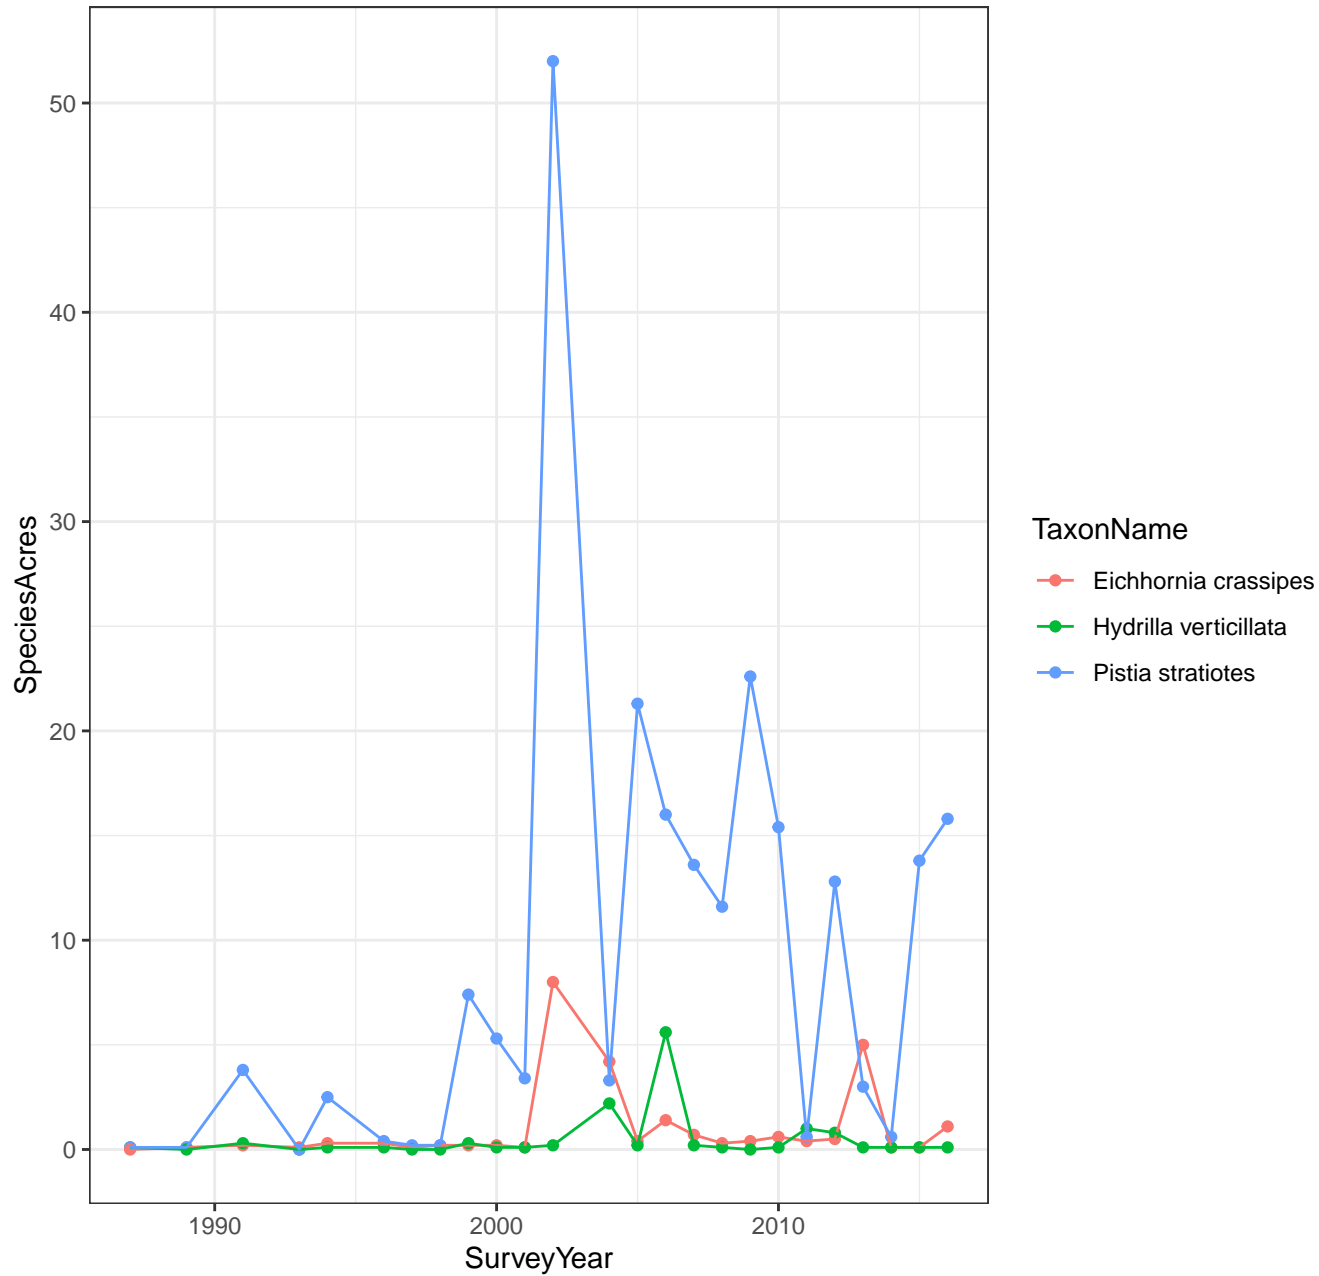 50
40
30
20
10
0
SpeciesAcres
1990
2000
2010
SurveyYear
TaxonName
Eichhornia crassipes
Hydrilla verticillata
Pistia stratiotes